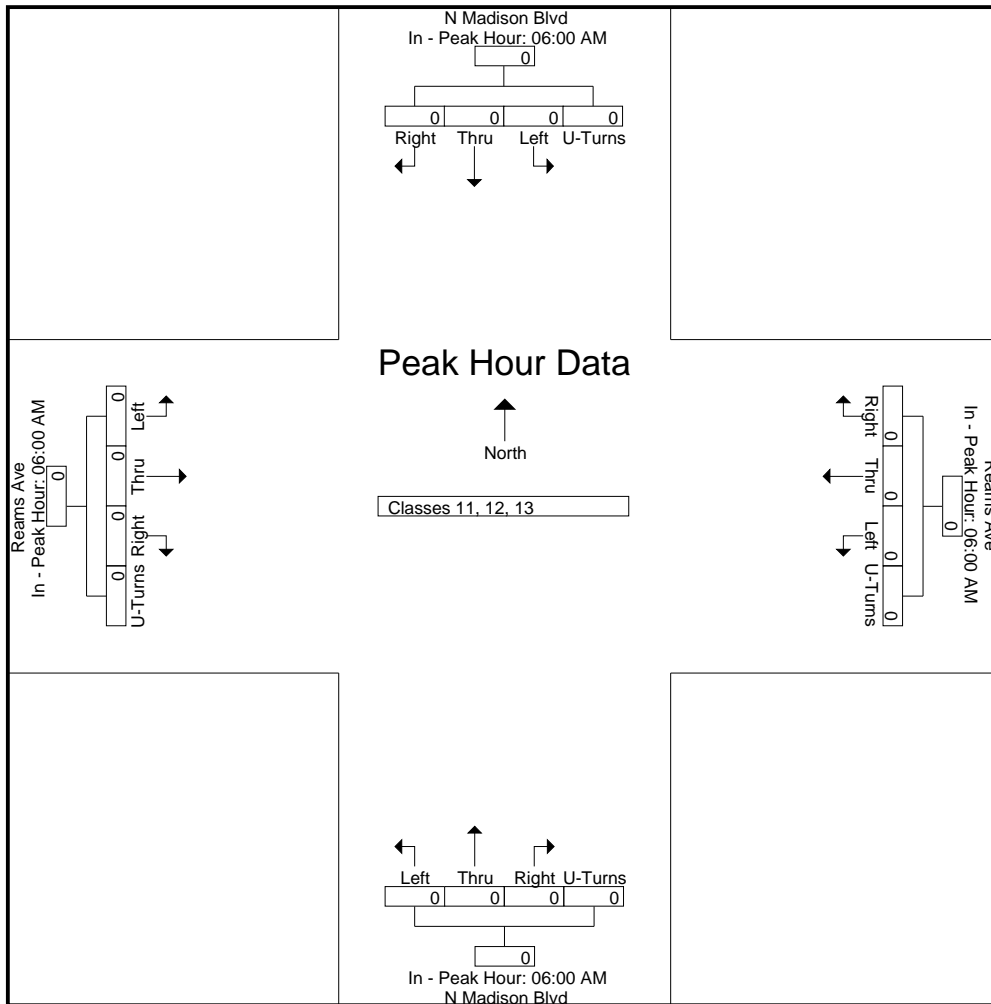 N Madison Blvd
In - Peak Hour: 06:00 AM
0
0 0 0 0
Right Thru Left U-Turns
Peak Hour Data
North
Classes 11, 12, 13
Reams Ave
In - Peak Hour: 06:00 AM
0
0 0 0 0
Left Thru Right U-Turns
Reams Ave
In - Peak Hour: 06:00 AM
0
0 0 0 0
Right Thru Left U-Turns
Left Thru Right U-Turns
0 0 0 0
0
In - Peak Hour: 06:00 AM
N Madison Blvd